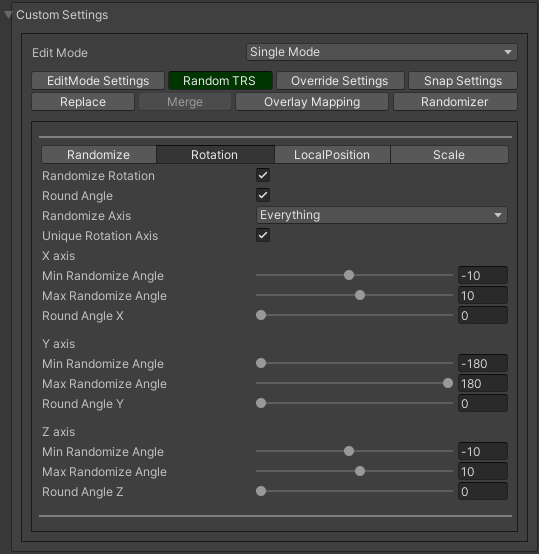 Custom Settings
Edit Mode Single Mode
EditMode Settings Random TRS Override Settings Snap Settings
Replace Merge Overlay Mapping Randomizer
Randomize Rotation LocalPosition Scale
Randomize Rotation
Round Angle
Randomize Axis Everything
Unique Rotation Axis
X axis
Min Randomize Angle -10
Max Randomize Angle 10
Round Angle X 0
Y axis
Min Randomize Angle -180
Max Randomize Angle 180
Round Angle Y 0
Z axis
Min Randomize Angle -10
Max Randomize Angle 10
Round Angle Z 0